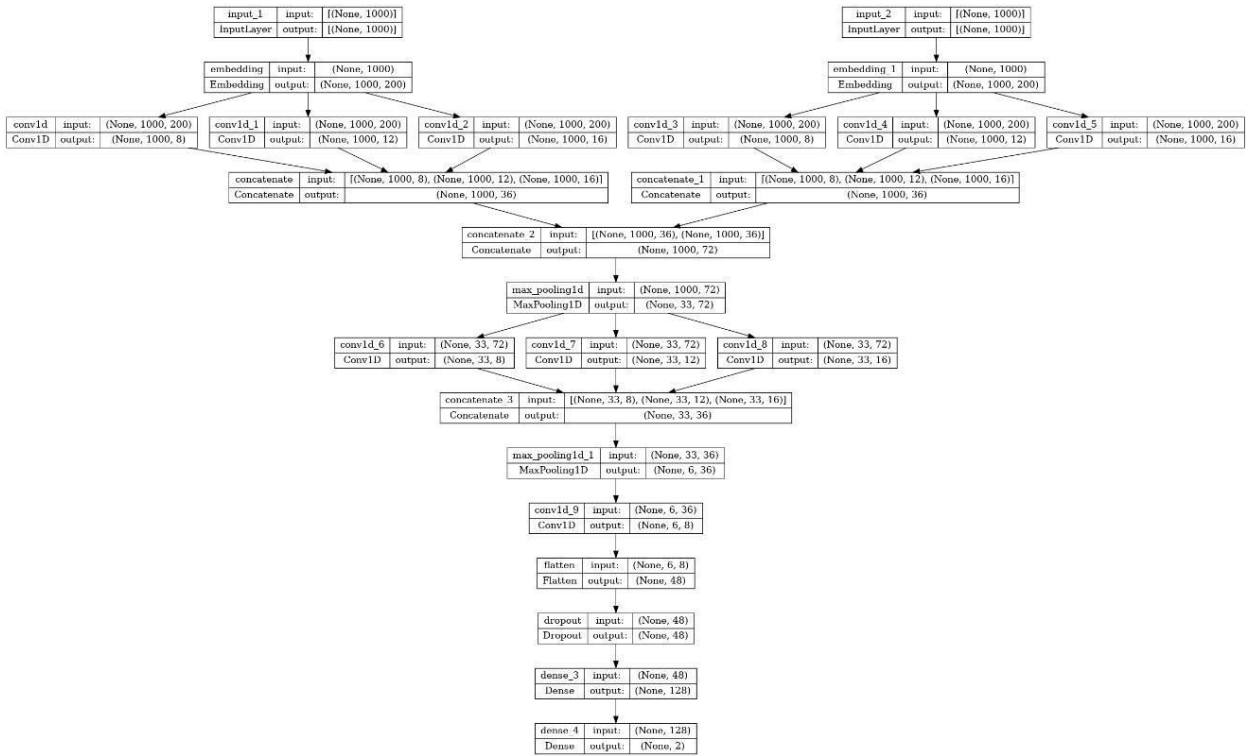 input_1 input: [(None, 1000)]
InputLayer output: [(None, 1000)]
input_2 input: [(None, 1000)]
InputLayer output: [(None, 1000)]
embedding input: (None, 1000)
Embedding output: (None, 1000, 200)
embedding_1 input: (None, 1000)
Embedding output: (None, 1000, 200)
conv1d input: (None, 1000, 200)
Conv1D output: (None, 1000, 8)
conv1d_1 input: (None, 1000, 200)
Conv1D output: (None, 1000, 12)
conv1d_2 input: (None, 1000, 200)
Conv1D output: (None, 1000, 16)
conv1d_3 input: (None, 1000, 200)
Conv1D output: (None, 1000, 8)
conv1d_4 input: (None, 1000, 200)
Conv1D output: (None, 1000, 12)
conv1d_5 input: (None, 1000, 200)
Conv1D output: (None, 1000, 16)
concatenate input: [(None, 1000, 8), (None, 1000, 12), (None, 1000, 16)]
Concatenate output: (None, 1000, 36)
concatenate_1 input: [(None, 1000, 8), (None, 1000, 12), (None, 1000, 16)]
Concatenate output: (None, 1000, 36)
concatenate_2 input: [(None, 1000, 36), (None, 1000, 36)]
Concatenate output: (None, 1000, 72)
max_pooling1d input: (None, 1000, 72)
MaxPooling1D output: (None, 33, 72)
conv1d_6 input: (None, 33, 72)
Conv1D output: (None, 33, 8)
conv1d_7 input: (None, 33, 72)
Conv1D output: (None, 33, 12)
conv1d_8 input: (None, 33, 72)
Conv1D output: (None, 33, 16)
concatenate_3 input: [(None, 33, 8), (None, 33, 12), (None, 33, 16)]
Concatenate output: (None, 33, 36)
max_pooling1d_1 input: (None, 33, 36)
MaxPooling1D output: (None, 6, 36)
conv1d_9 input: (None, 6, 36)
Conv1D output: (None, 6, 8)
flatten input: (None, 6, 8)
Flatten output: (None, 48)
dropout input: (None, 48)
Dropout output: (None, 48)
dense_3 input: (None, 48)
Dense output: (None, 128)
dense_4 input: (None, 128)
Dense output: (None, 2)